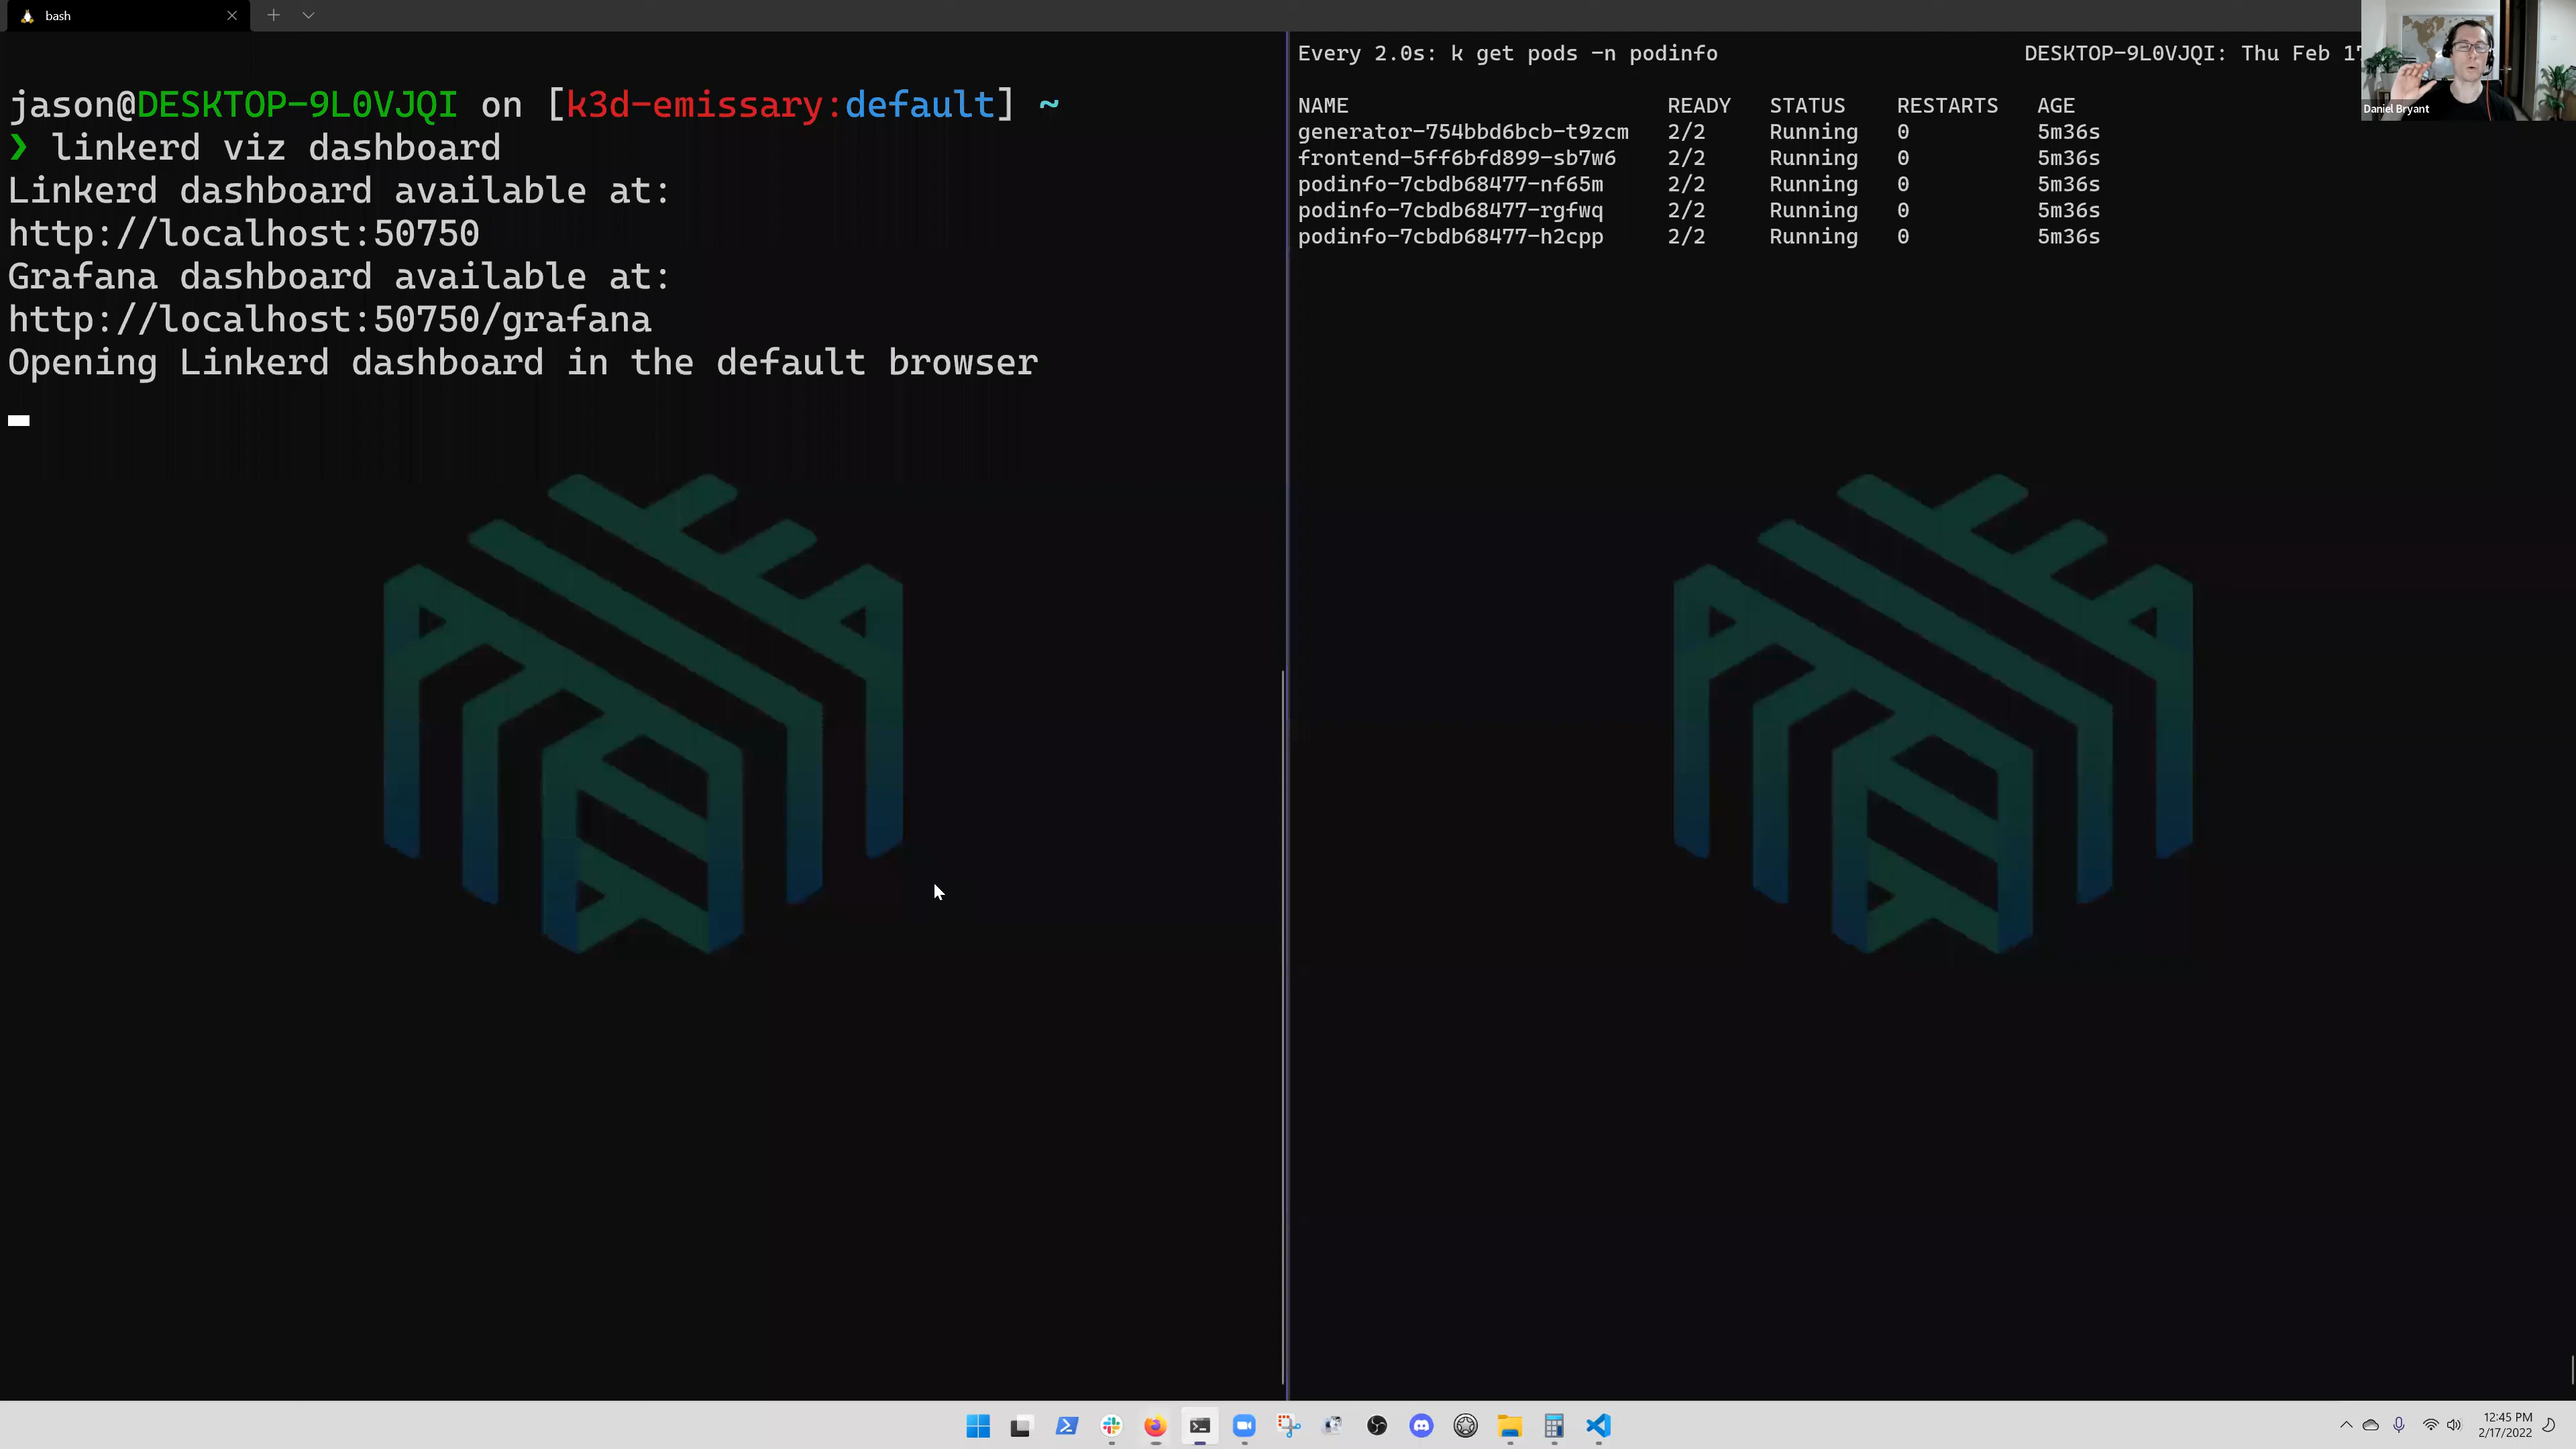 bash
jason@DESKTOP-9L0VJQI on [k3d-emissary:default] ~
❯ linkerd viz dashboard
Linkerd dashboard available at:
http://localhost:50750
Grafana dashboard available at:
http://localhost:50750/grafana
Opening Linkerd dashboard in the default browser
Every 2.0s: k get pods -n podinfo DESKTOP-9L0VJQI: Thu Feb 17
NAME READY STATUS RESTARTS AGE
generator-754bbd6bcb-t9zcm 2/2 Running 0 5m36s
frontend-5ff6bfd899-sb7w6 2/2 Running 0 5m36s
podinfo-7cbdb68477-nf65m 2/2 Running 0 5m36s
podinfo-7cbdb68477-rgfwq 2/2 Running 0 5m36s
podinfo-7cbdb68477-h2cpp 2/2 Running 0 5m36s
Daniel Bryant
12:45 PM
2/17/2022